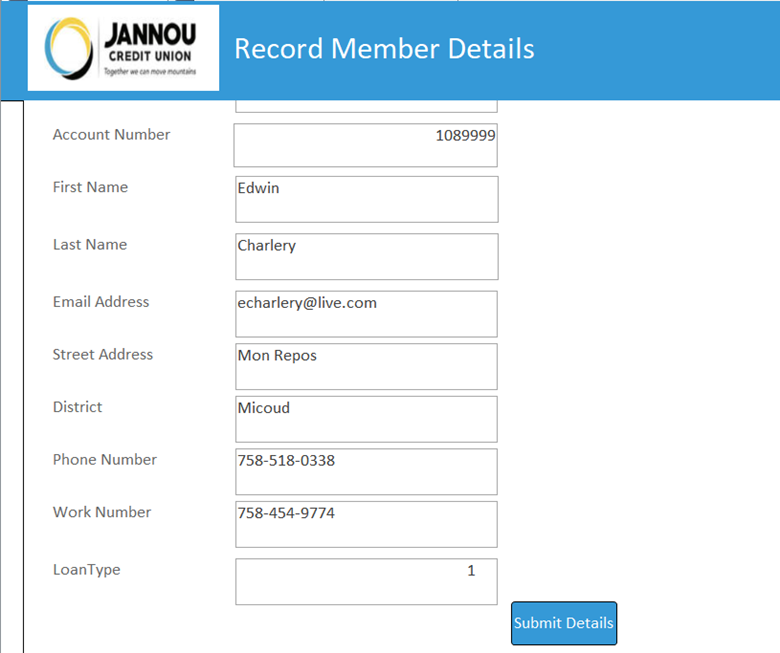 JANNOU
CREDIT UNION
Together we can move mountains
Record Member Details
Account Number 1089999
First Name Edwin
Last Name Charlery
Email Address echarlery@live.com
Street Address Mon Repos
District Micoud
Phone Number 758-518-0338
Work Number 758-454-9774
LoanType 1
Submit Details